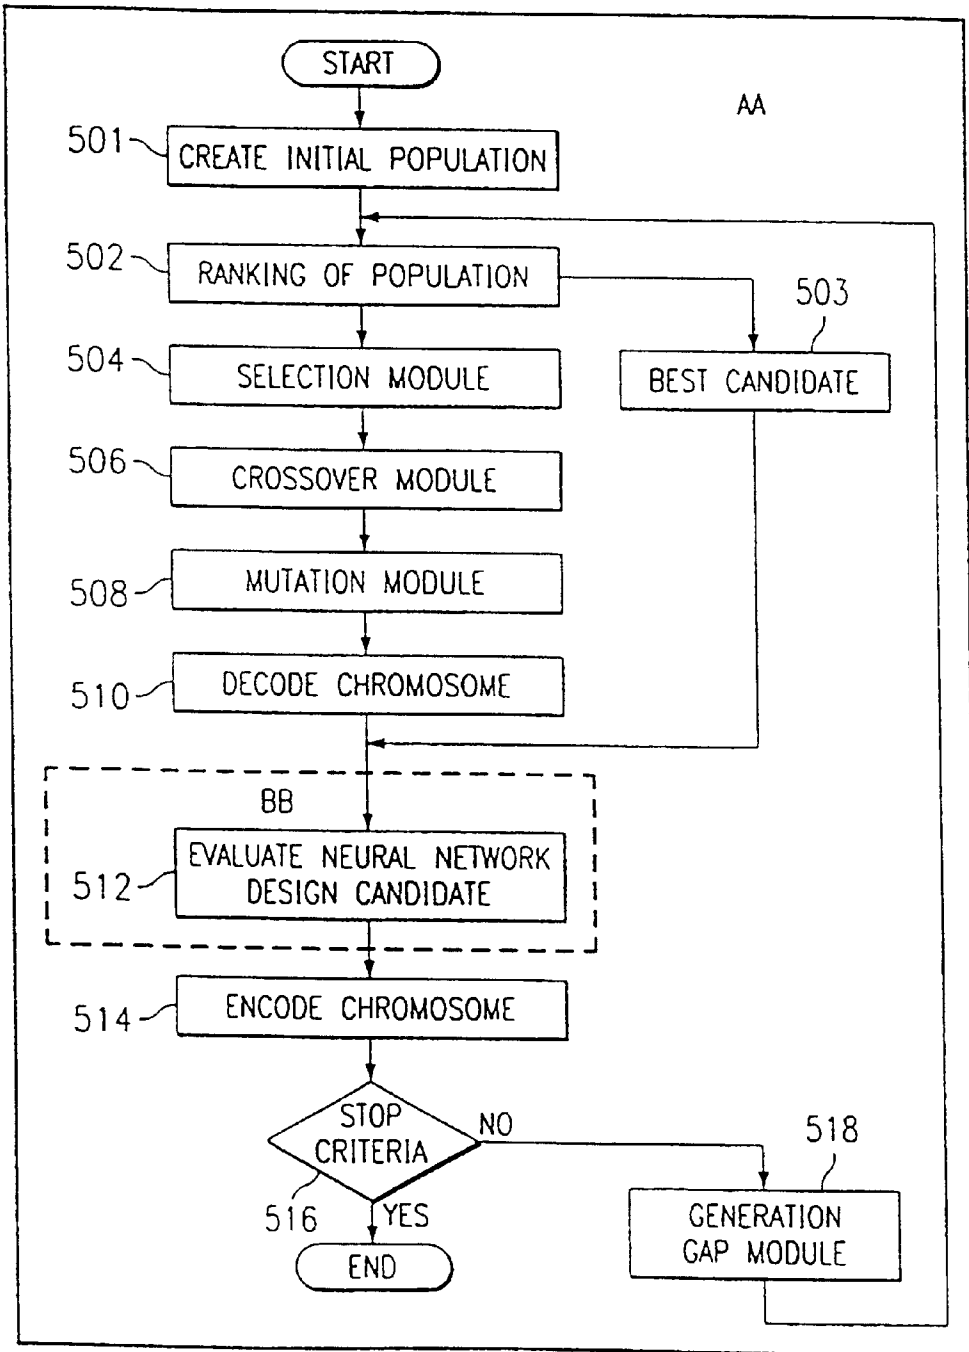 START
AA
501
CREATE INITIAL POPULATION
502
RANKING OF POPULATION
503
504
SELECTION MODULE
BEST CANDIDATE
506
CROSSOVER MODULE
508
MUTATION MODULE
510
DECODE CHROMOSOME
BB
512
EVALUATE NEURAL NETWORK
DESIGN CANDIDATE
514
ENCODE CHROMOSOME
STOP
CRITERIA
NO
518
516
YES
GENERATION
GAP MODULE
END